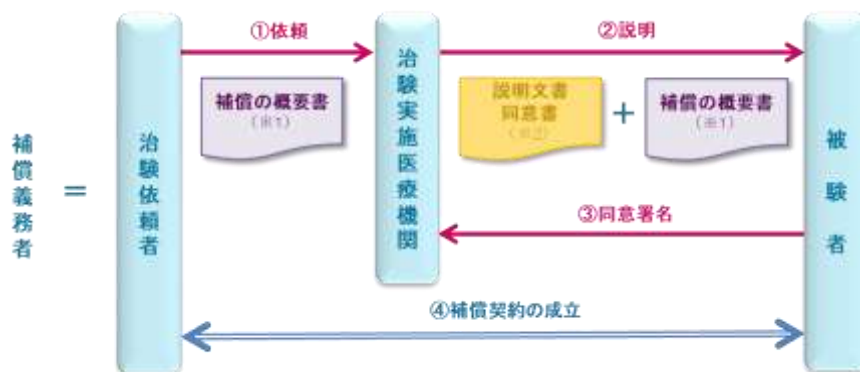 ①依頼
②説明
補償の概要書
(※1)
説明文書
同意書
(※2)
+
補償の概要書
(※1)
補償義務者
=
治験依頼者
治験実施医療機関
被験者
③同意署名
④補償契約の成立